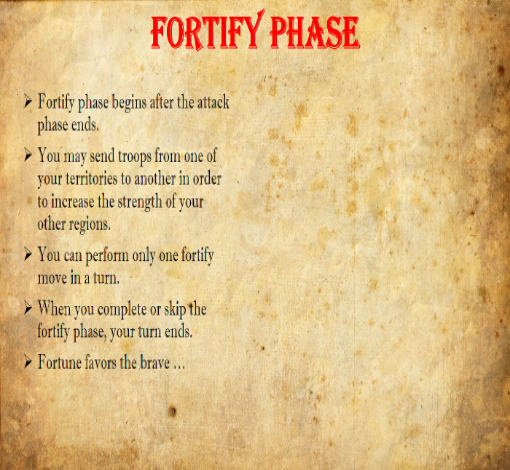 FORTIFY PHASE
➢ Fortify phase begins after the attack
phase ends.
➢ You may send troops from one of
your territories to another in order
to increase the strength of your
other regions.
➢ You can perform only one fortify
move in a turn.
➢ When you complete or skip the
fortify phase, your turn ends.
➢ Fortune favors the brave …